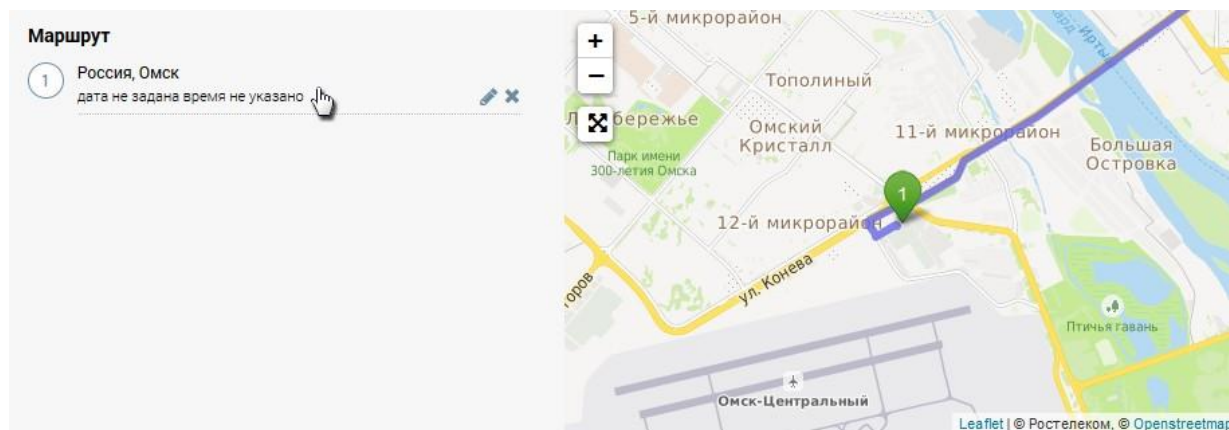 Маршрут
1
Россия, Омск
дата не задана время не указано
+
−
5-й микрорайон
Тополиный
Омский
Кристалл
11-й микрорайон
Большая
Островка
Парк имени
300-летия Омска
1
12-й микрорайон
ул. Конева
Птичья гавань
Омск-Центральный
Leaflet | © Ростелеком, © Openstreetmap